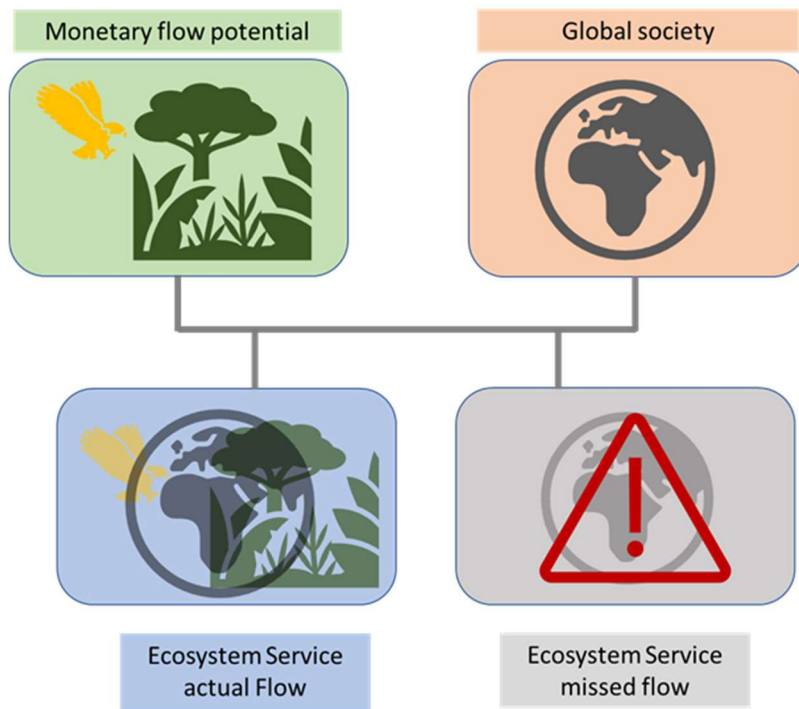 Monetary flow potential
Global society
Ecosystem Service
actual Flow
Ecosystem Service
missed flow